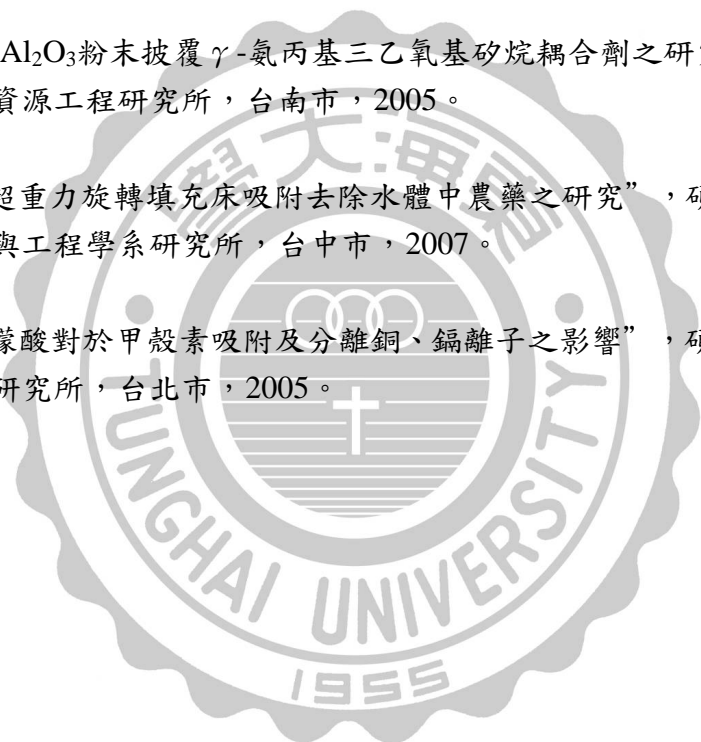 Al₂O₃粉末披覆γ-氨丙基三乙氧基矽烷耦合劑之研
資源工程研究所，台南市，2005。
超重力旋轉填充床吸附去除水體中農藥之研究”，碩
與工程學系研究所，台中市，2007。
檬酸對於甲殼素吸附及分離銅、鎘離子之影響”，碩
研究所，台北市，2005。
學大海東
TUNGHAI UNIVERSITY
1955